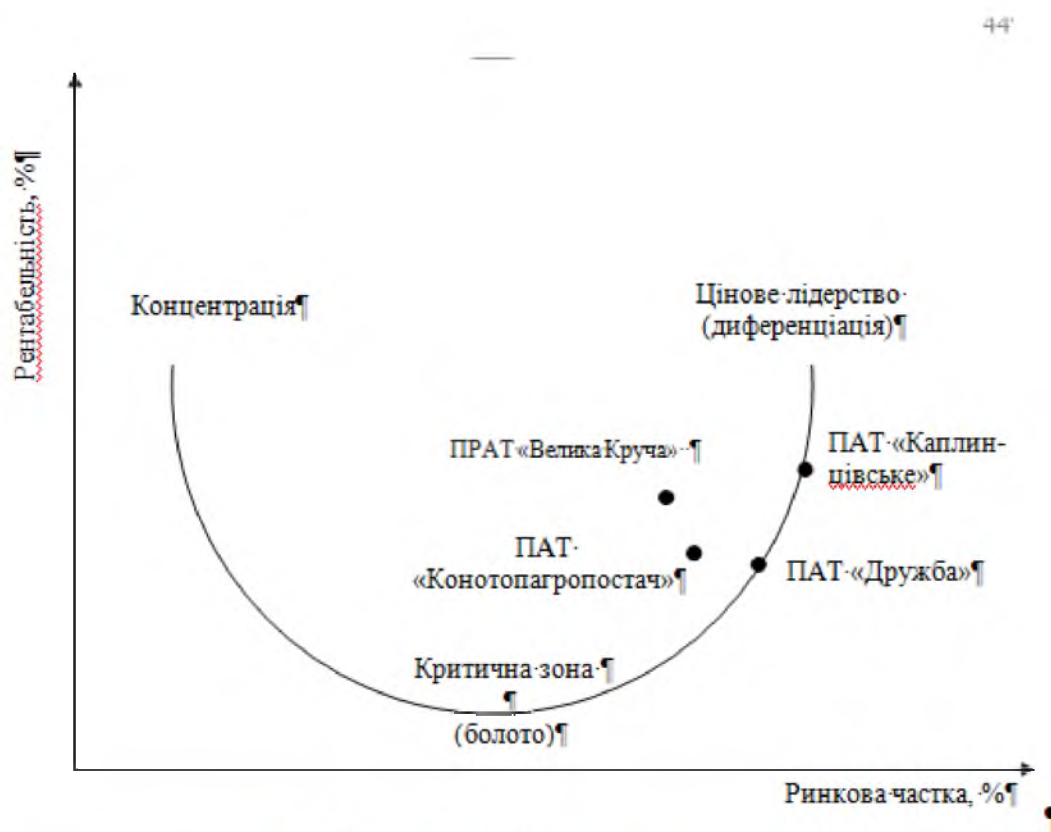 44
Рентабельність, %¶
Концентрація¶
Цінове·лідерство·
(диференціація)¶
ПРАТ·«Велика·Круча»··¶
ПАТ·«Каплин-
цівське»¶
ПАТ·
«Конотопагропостач»¶
ПАТ·«Дружба»¶
Критична·зона·¶
¶
(болото)¶
Ринкова·частка,·%¶